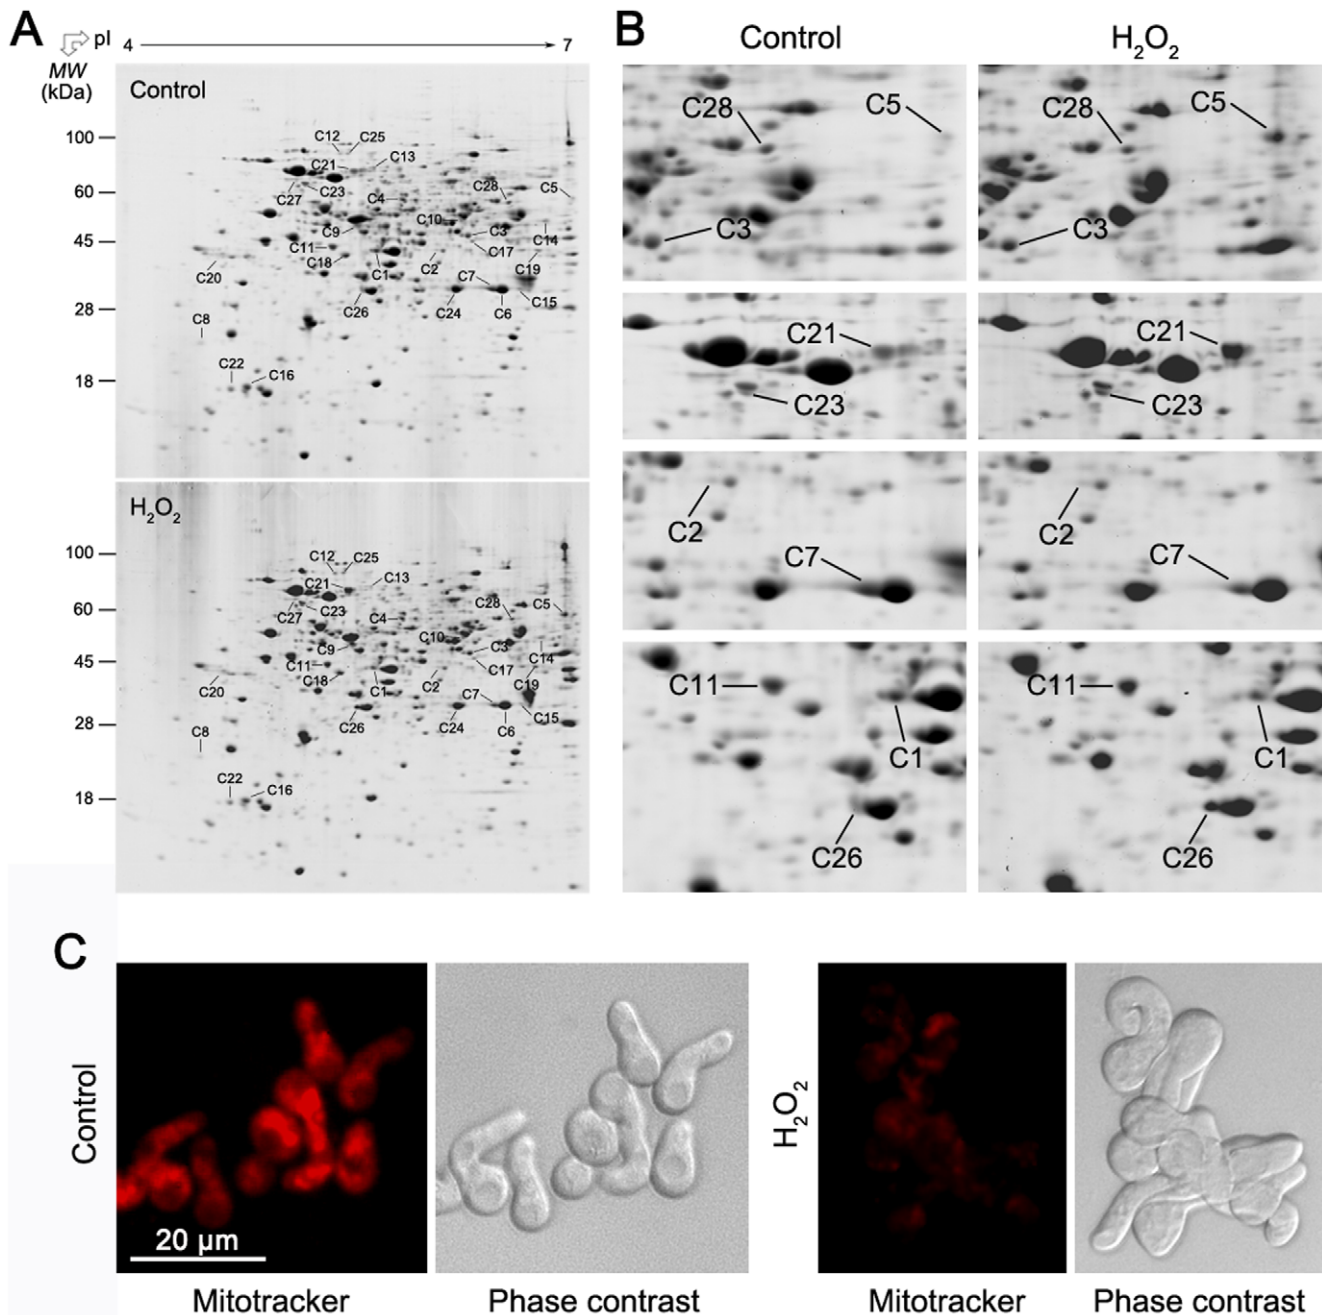 A
pI 4 7
MW
(kDa)
Control
100
60
45
28
18
C12 C25
C21 C13
C27 C23 C4 C28 C5
C9 C10 C3 C14
C11 C18 C1 C2 C17 C19
C20 C7
C26 C24 C6 C15
C8
C22 C16
H2O2
100
60
45
28
18
C12 C25
C21 C13
C27 C23 C4 C28 C5
C9 C10 C3 C14
C11 C18 C1 C2 C17 C19
C20 C7
C26 C24 C6 C15
C8
C22 C16
B
Control H2O2
C28 C5 C28 C5
C3 C3
C21 C21
C23 C23
C2 C2
C7 C7
C11 C11
C1 C1
C26 C26
C
Control
20 µm
H2O2
Mitotracker Phase contrast Mitotracker Phase contrast